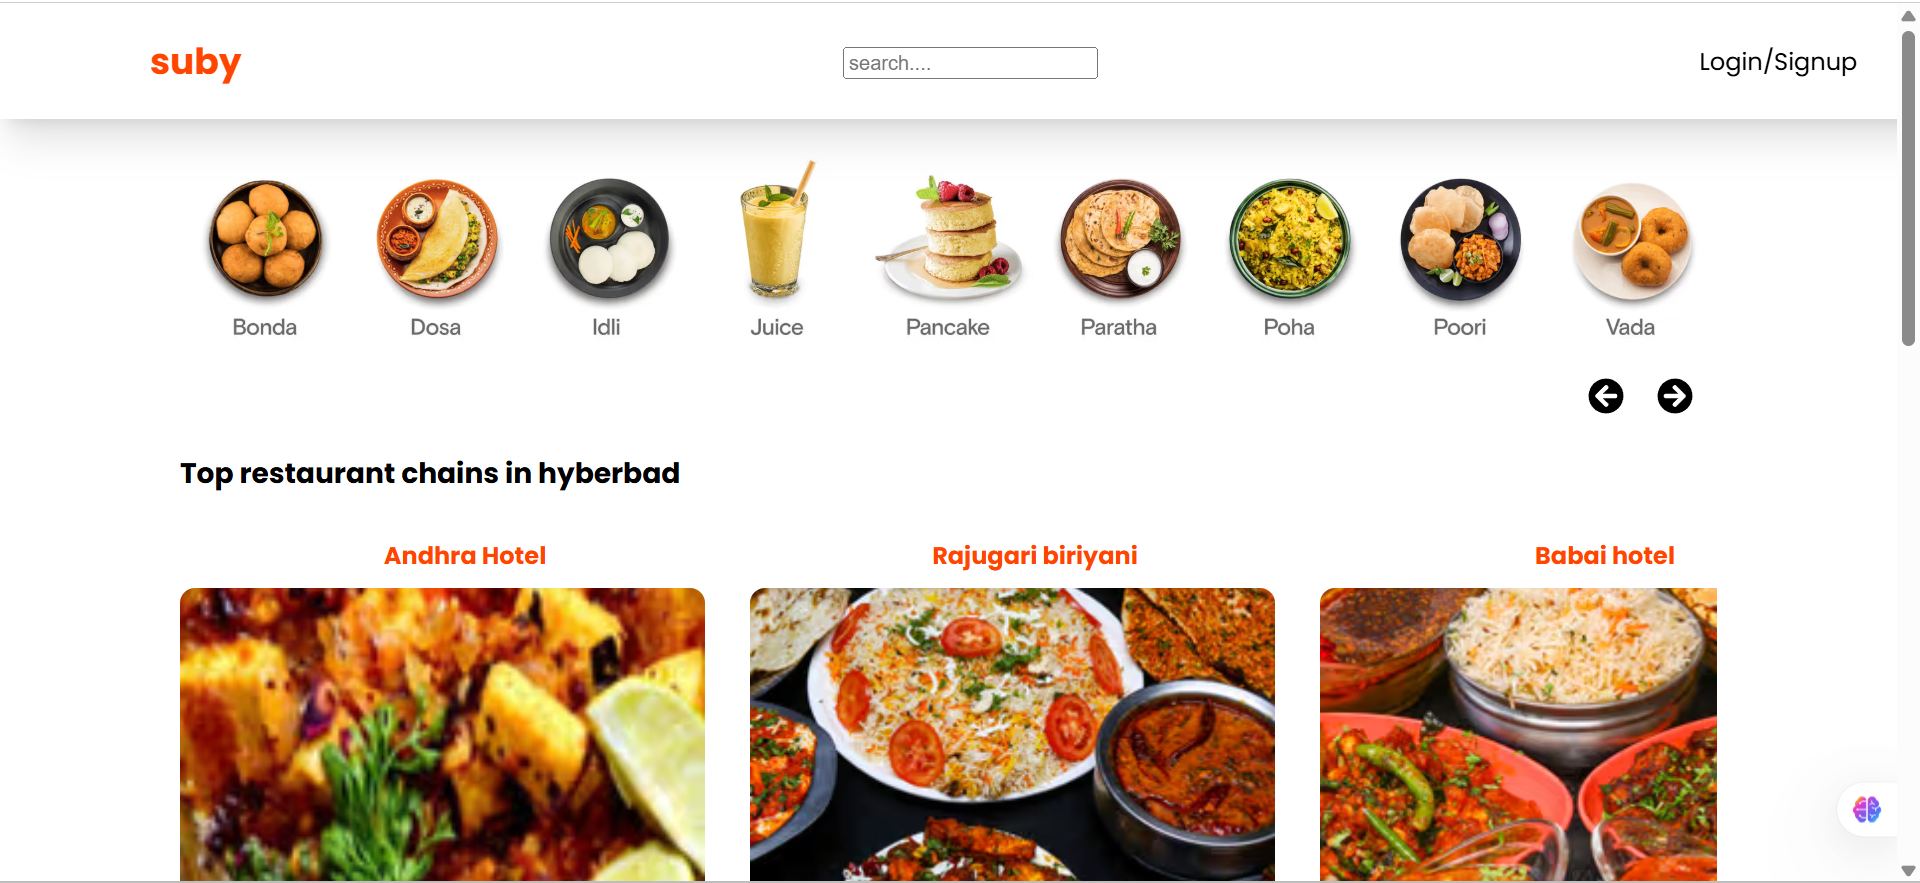 suby
search....
Login/Signup
Bonda
Dosa
Idli
Juice
Pancake
Paratha
Poha
Poori
Vada
Top restaurant chains in hyberbad
Andhra Hotel
Rajugari biriyani
Babai hotel